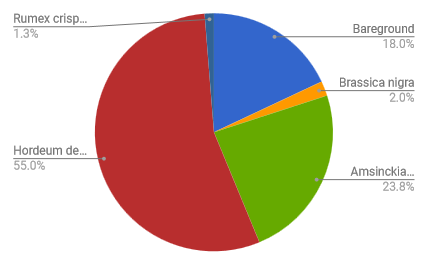 Rumex crisp...
1.3%
Bareground
18.0%
Brassica nigra
2.0%
Hordeum de...
55.0%
Amsinckia...
23.8%